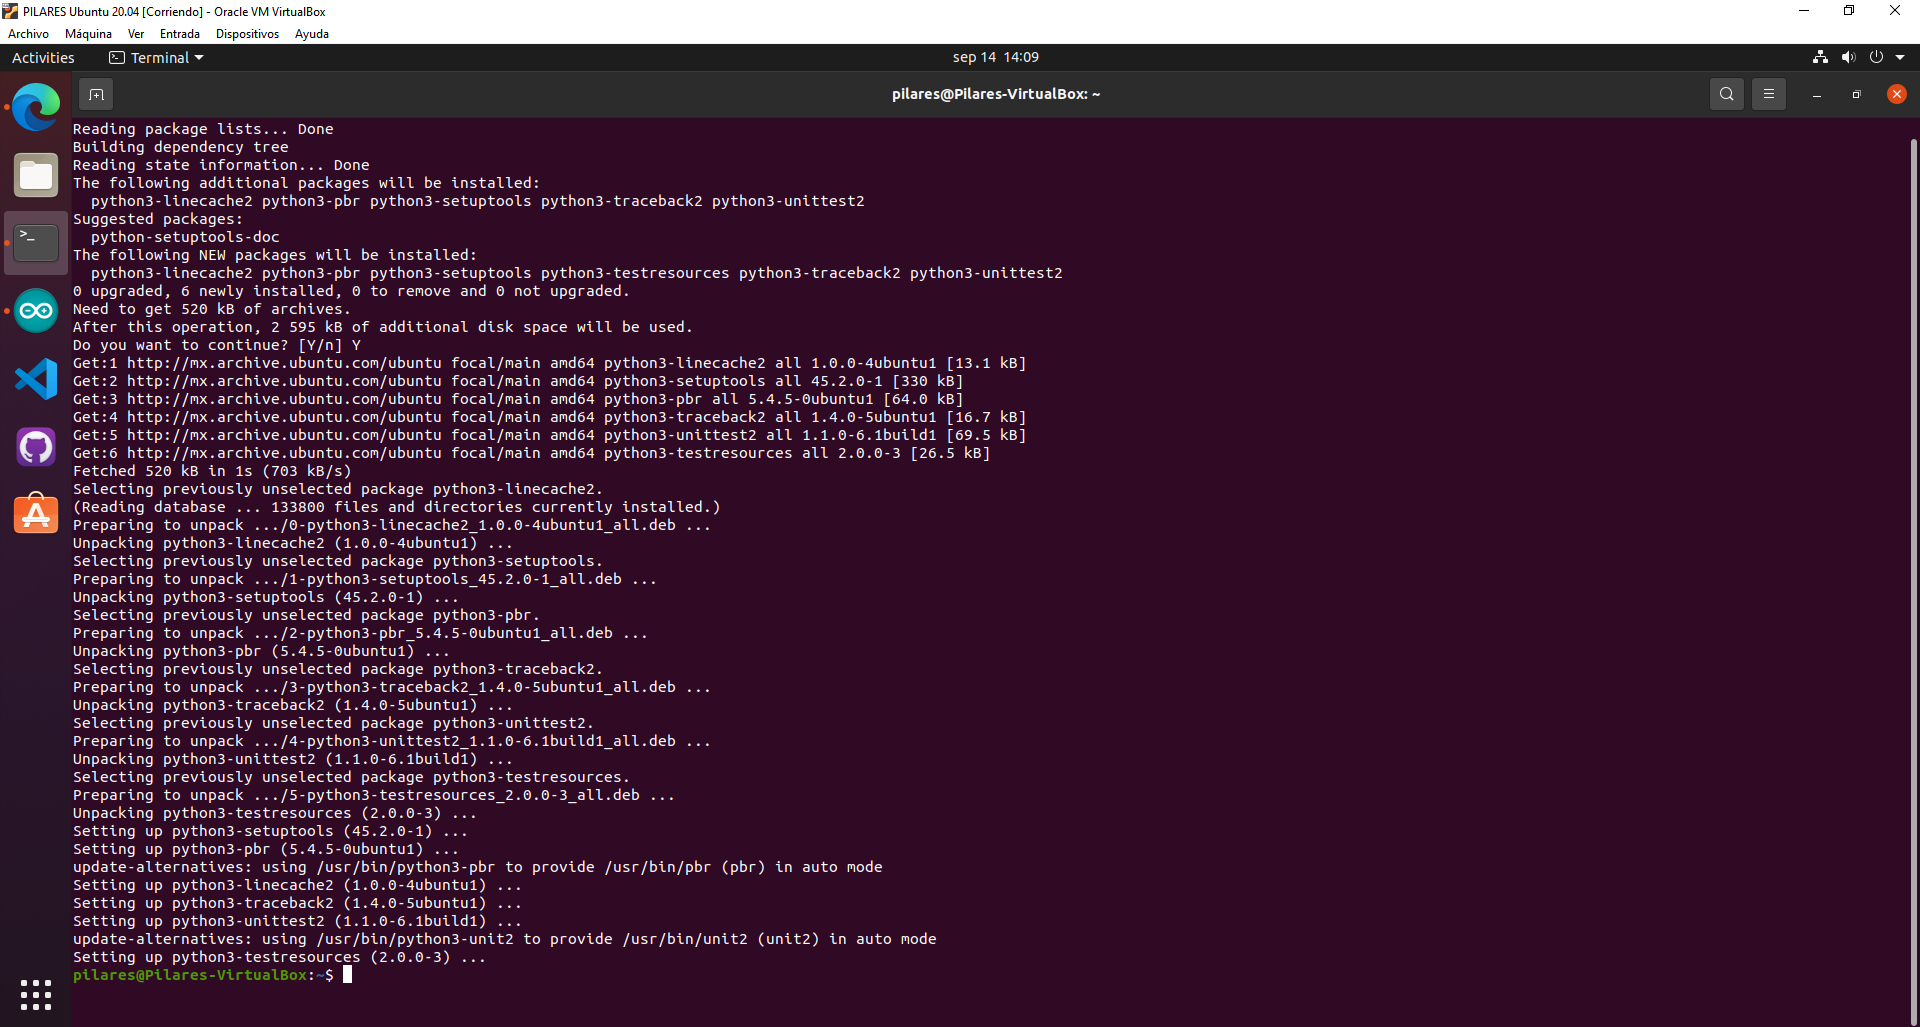 PILARES Ubuntu 20.04 [Corriendo] - Oracle VM VirtualBox
Archivo Máquina Ver Entrada Dispositivos Ayuda
Activities Terminal sep 14 14:09
pilares@Pilares-VirtualBox: ~
Reading package lists... Done
Building dependency tree
Reading state information... Done
The following additional packages will be installed:
  python3-linecache2 python3-pbr python3-setuptools python3-traceback2 python3-unittest2
Suggested packages:
  python-setuptools-doc
The following NEW packages will be installed:
  python3-linecache2 python3-pbr python3-setuptools python3-testresources python3-traceback2 python3-unittest2
0 upgraded, 6 newly installed, 0 to remove and 0 not upgraded.
Need to get 520 kB of archives.
After this operation, 2 595 kB of additional disk space will be used.
Do you want to continue? [Y/n] Y
Get:1 http://mx.archive.ubuntu.com/ubuntu focal/main amd64 python3-linecache2 all 1.0.0-4ubuntu1 [13.1 kB]
Get:2 http://mx.archive.ubuntu.com/ubuntu focal/main amd64 python3-setuptools all 45.2.0-1 [330 kB]
Get:3 http://mx.archive.ubuntu.com/ubuntu focal/main amd64 python3-pbr all 5.4.5-0ubuntu1 [64.0 kB]
Get:4 http://mx.archive.ubuntu.com/ubuntu focal/main amd64 python3-traceback2 all 1.4.0-5ubuntu1 [16.7 kB]
Get:5 http://mx.archive.ubuntu.com/ubuntu focal/main amd64 python3-unittest2 all 1.1.0-6.1build1 [69.5 kB]
Get:6 http://mx.archive.ubuntu.com/ubuntu focal/main amd64 python3-testresources all 2.0.0-3 [26.5 kB]
Fetched 520 kB in 1s (703 kB/s)
Selecting previously unselected package python3-linecache2.
(Reading database ... 133800 files and directories currently installed.)
Preparing to unpack .../0-python3-linecache2_1.0.0-4ubuntu1_all.deb ...
Unpacking python3-linecache2 (1.0.0-4ubuntu1) ...
Selecting previously unselected package python3-setuptools.
Preparing to unpack .../1-python3-setuptools_45.2.0-1_all.deb ...
Unpacking python3-setuptools (45.2.0-1) ...
Selecting previously unselected package python3-pbr.
Preparing to unpack .../2-python3-pbr_5.4.5-0ubuntu1_all.deb ...
Unpacking python3-pbr (5.4.5-0ubuntu1) ...
Selecting previously unselected package python3-traceback2.
Preparing to unpack .../3-python3-traceback2_1.4.0-5ubuntu1_all.deb ...
Unpacking python3-traceback2 (1.4.0-5ubuntu1) ...
Selecting previously unselected package python3-unittest2.
Preparing to unpack .../4-python3-unittest2_1.1.0-6.1build1_all.deb ...
Unpacking python3-unittest2 (1.1.0-6.1build1) ...
Selecting previously unselected package python3-testresources.
Preparing to unpack .../5-python3-testresources_2.0.0-3_all.deb ...
Unpacking python3-testresources (2.0.0-3) ...
Setting up python3-setuptools (45.2.0-1) ...
Setting up python3-pbr (5.4.5-0ubuntu1) ...
update-alternatives: using /usr/bin/python3-pbr to provide /usr/bin/pbr (pbr) in auto mode
Setting up python3-linecache2 (1.0.0-4ubuntu1) ...
Setting up python3-traceback2 (1.4.0-5ubuntu1) ...
Setting up python3-unittest2 (1.1.0-6.1build1) ...
update-alternatives: using /usr/bin/python3-unit2 to provide /usr/bin/unit2 (unit2) in auto mode
Setting up python3-testresources (2.0.0-3) ...
pilares@Pilares-VirtualBox:~$